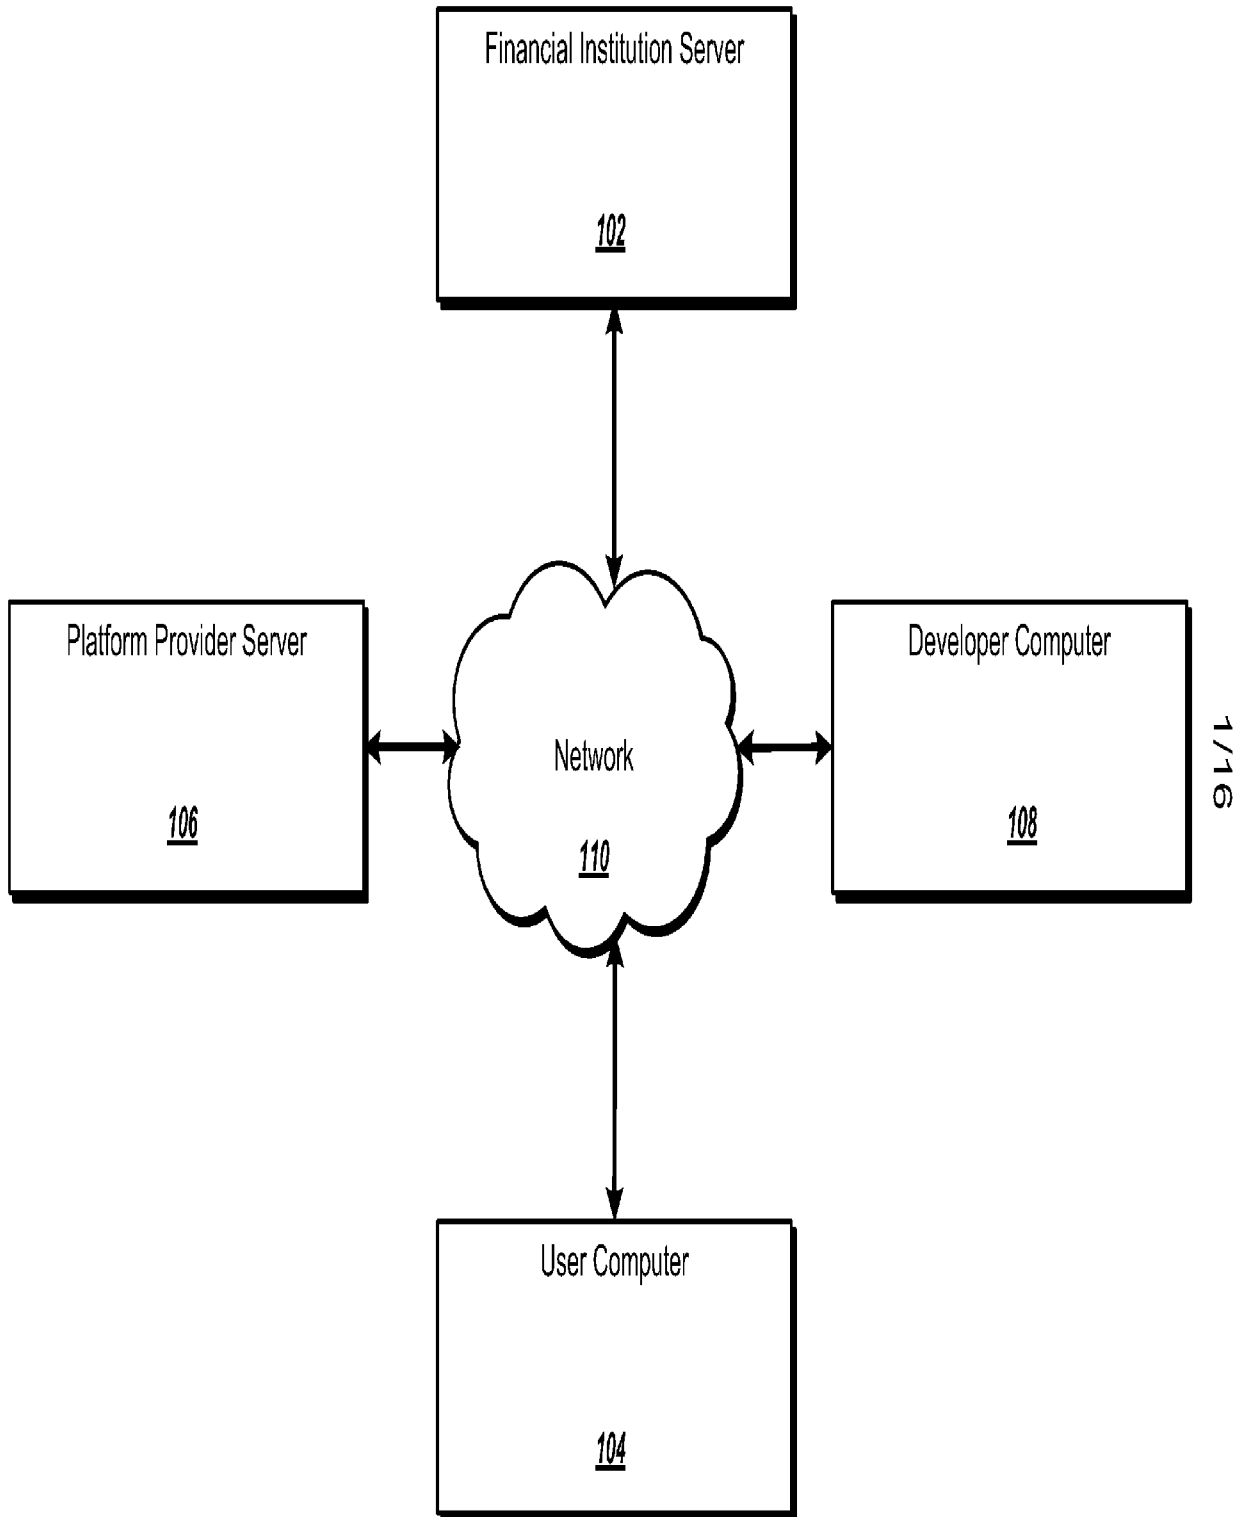 Financial Institution Server
102
Platform Provider Server
106
Network
110
Developer Computer
108
1/16
User Computer
104